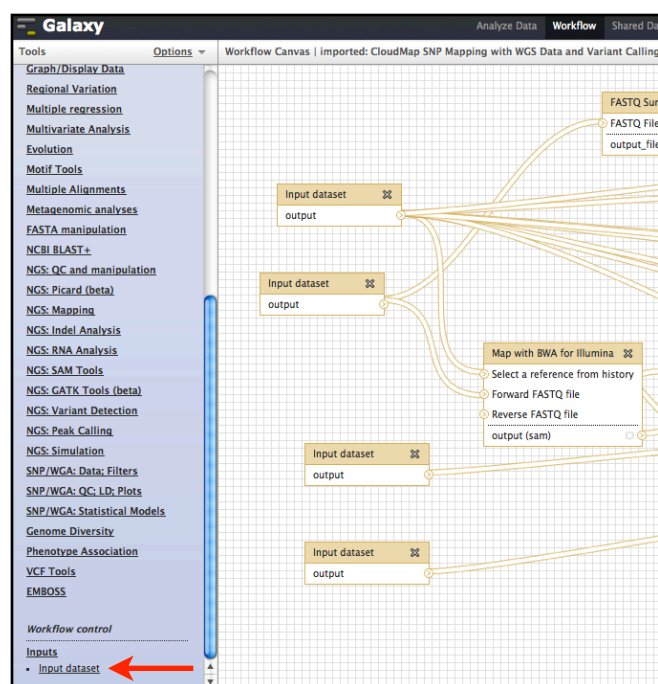 Galaxy
Analyze Data Workflow Shared Da
Tools Options
Workflow Canvas | imported: CloudMap SNP Mapping with WGS Data and Variant Calling
Graph/Display Data
Regional Variation
Multiple regression
Multivariate Analysis
Evolution
Motif Tools
Multiple Alignments
Metagenomic analyses
FASTA manipulation
NCBI BLAST+
NGS: QC and manipulation
NGS: Picard (beta)
NGS: Mapping
NGS: Indel Analysis
NGS: RNA Analysis
NGS: SAM Tools
NGS: GATK Tools (beta)
NGS: Variant Detection
NGS: Peak Calling
NGS: Simulation
SNP/WGA: Data; Filters
SNP/WGA: QC; LD; Plots
SNP/WGA: Statistical Models
Genome Diversity
Phenotype Association
VCF Tools
EMBOSS
Workflow control
Inputs
Input dataset
FASTQ Sum
FASTQ File
output_file
Input dataset
output
Input dataset
output
Map with BWA for Illumina
Select a reference from history
Forward FASTQ file
Reverse FASTQ file
output (sam)
Input dataset
output
Input dataset
output